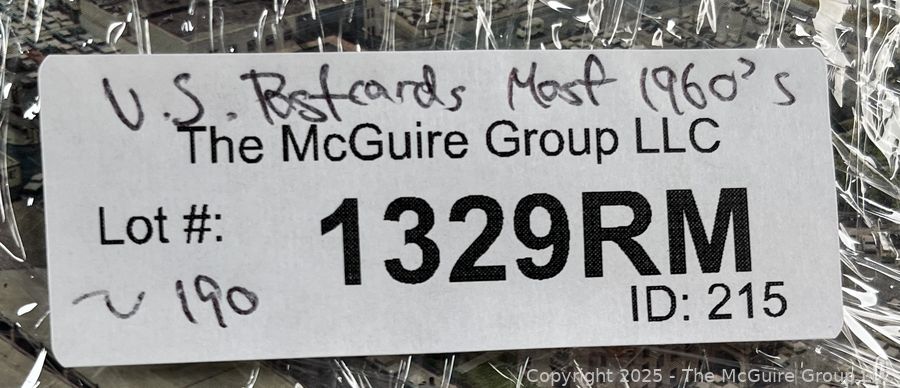 U.S. Postcards Most 1960's
The McGuire Group LLC
Lot #: 1329RM
~ 190
ID: 215
Copyright 2025 - The McGuire Group LLC